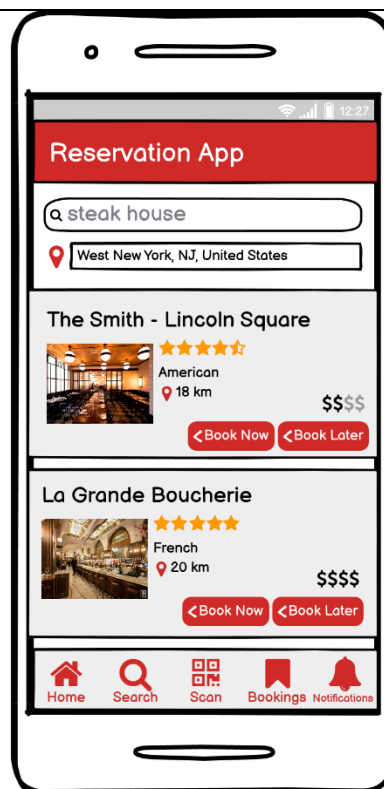 12:27
Reservation App
steak house
West New York, NJ, United States
The Smith - Lincoln Square
American
18 km
$$$$
<Book Now <Book Later
La Grande Boucherie
French
20 km
$$$$
<Book Now <Book Later
Home Search Scan Bookings Notifications